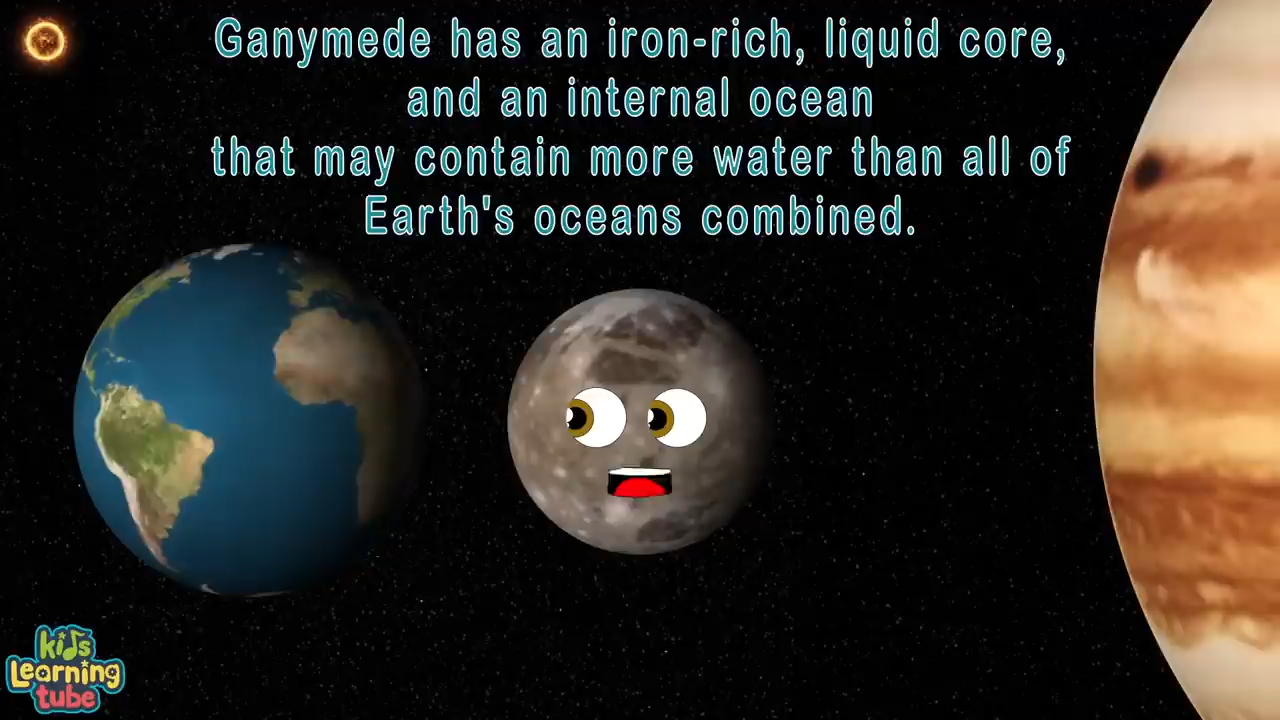 Ganymede has an iron-rich, liquid core,
and an internal ocean
that may contain more water than all of
Earth's oceans combined.
kids
Learning
tube